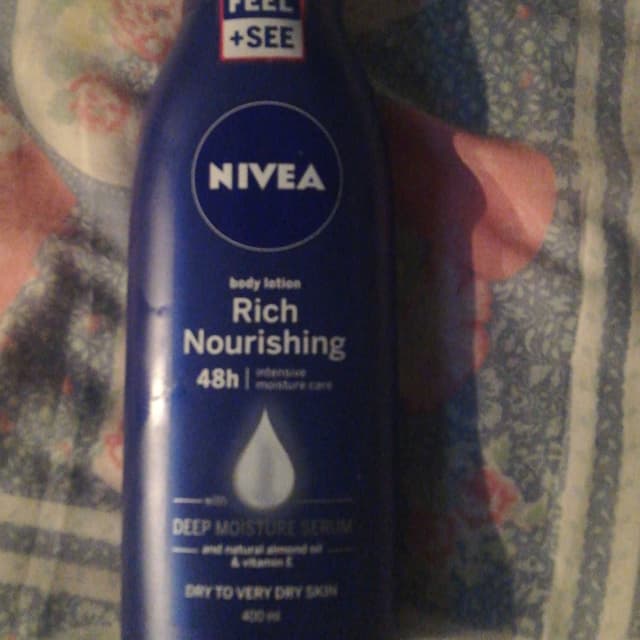 FEEL
+SEE
NIVEA
body lotion
Rich
Nourishing
48h | intensive
moisture care
with
DEEP MOISTURE SERUM
and natural almond oil
& vitamin E
DRY TO VERY DRY SKIN
400 ml